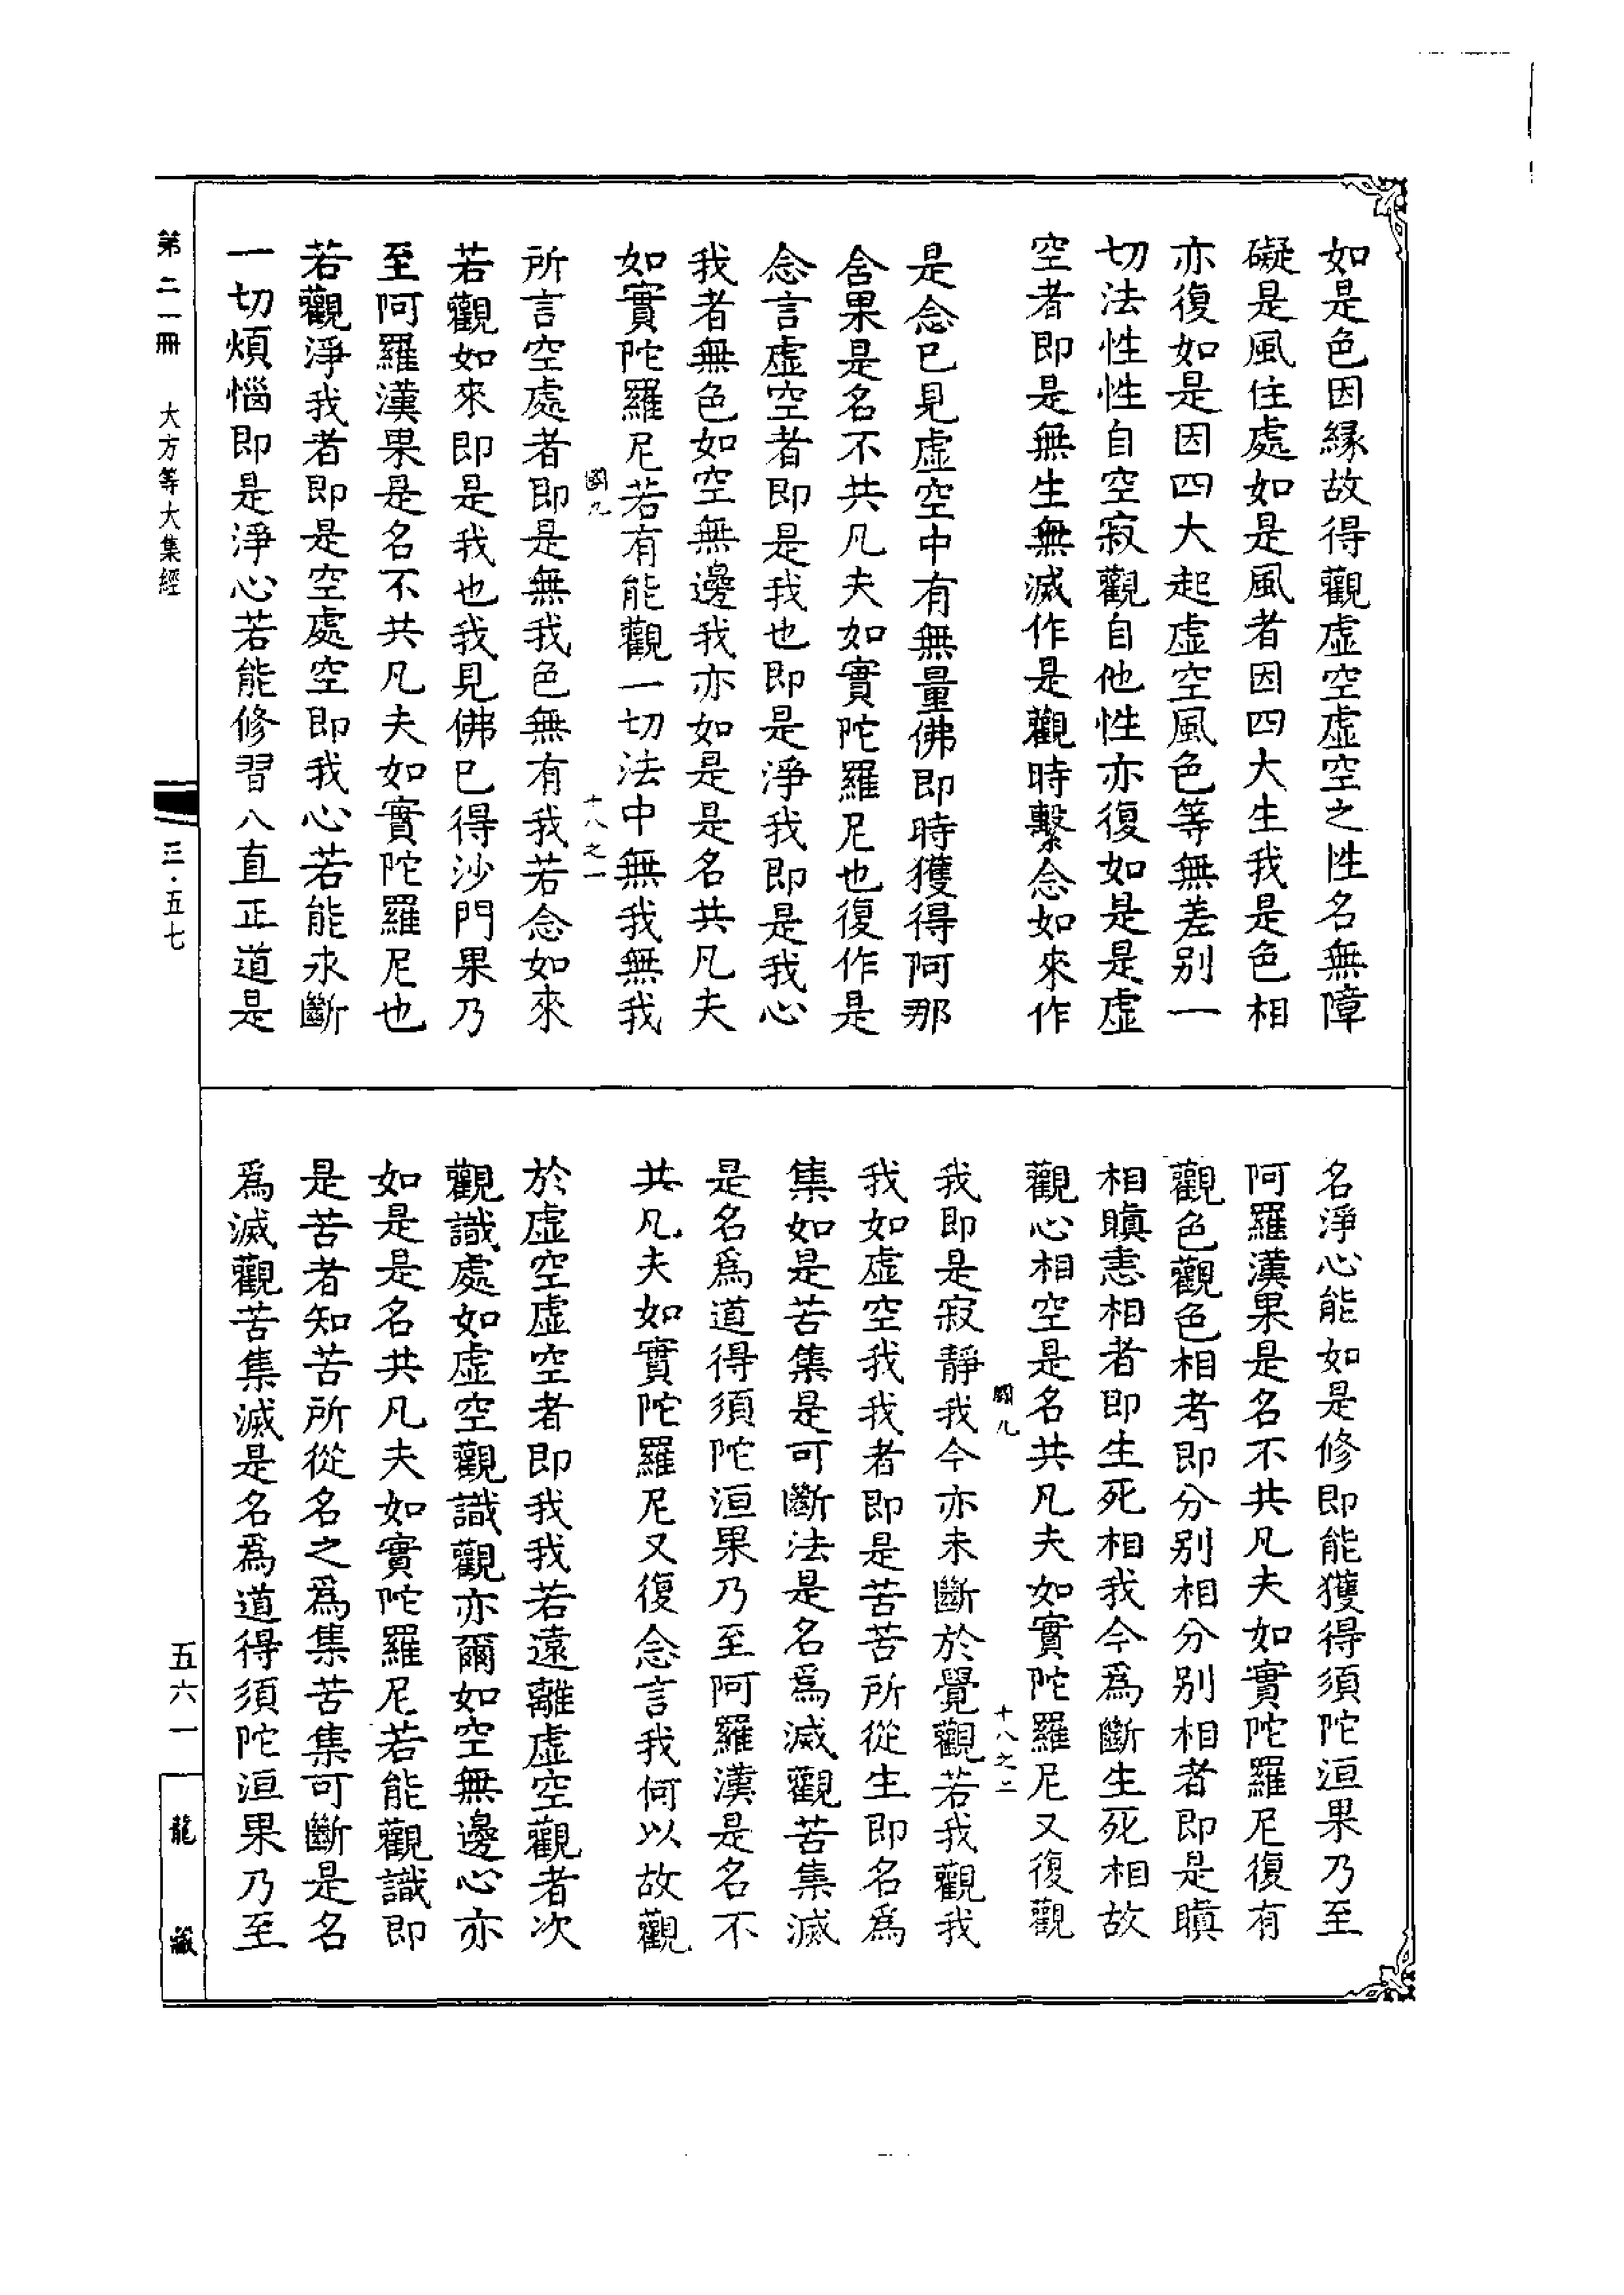 如是色因緣故得觀虛空虛空之性名無障
礙是風住處如是風者因四大生我是色相
亦復如是因四大起虛空風色等無差別一
切法性性自空寂觀自他性亦復如是是虛
空者即是無生無滅作是觀時繫念如來作
是念已見虛空中有無量佛即時獲得阿那
含果是名不共凡夫如實陀羅尼也復作是
念言虛空者即是我也即是淨我即是我心
我者無色如空無邊我亦如是是名共凡夫
如實陀羅尼若有能觀一切法中無我無我
國九 十八之一
所言空處者即是無我色無有我若念如來
若觀如來即是我也我見佛已得沙門果乃
至阿羅漢果是名不共凡夫如實陀羅尼也
若觀淨我者即是空處空即我心若能永斷
一切煩惱即是淨心若能修習八直正道是
名淨心能如是修即能獲得須陀洹果乃至
阿羅漢果是名不共凡夫如實陀羅尼復有
觀色觀色相者即分別相分別相者即是瞋
相瞋恚相者即生死相我今爲斷生死相故
觀心相空是名共凡夫如實陀羅尼又復觀
國九 十八之二
我即是寂靜我今亦未斷於覺觀若我觀我
我如虛空我我者即是苦苦所從生即名爲
集如是苦集是可斷法是名爲滅觀苦集滅
是名爲道得須陀洹果乃至阿羅漢是名不
共凡夫如實陀羅尼又復念言我何以故觀
於虛空虛空者即我我若遠離虛空觀者次
觀識處如虛空觀識觀亦爾如空無邊心亦
如是是名共凡夫如實陀羅尼若能觀識即
是苦者知苦所從名之爲集苦集可斷是名
爲滅觀苦集滅是名爲道得須陀洹果乃至
第二一冊 大方等大集經
三·五七
五六一
龍藏